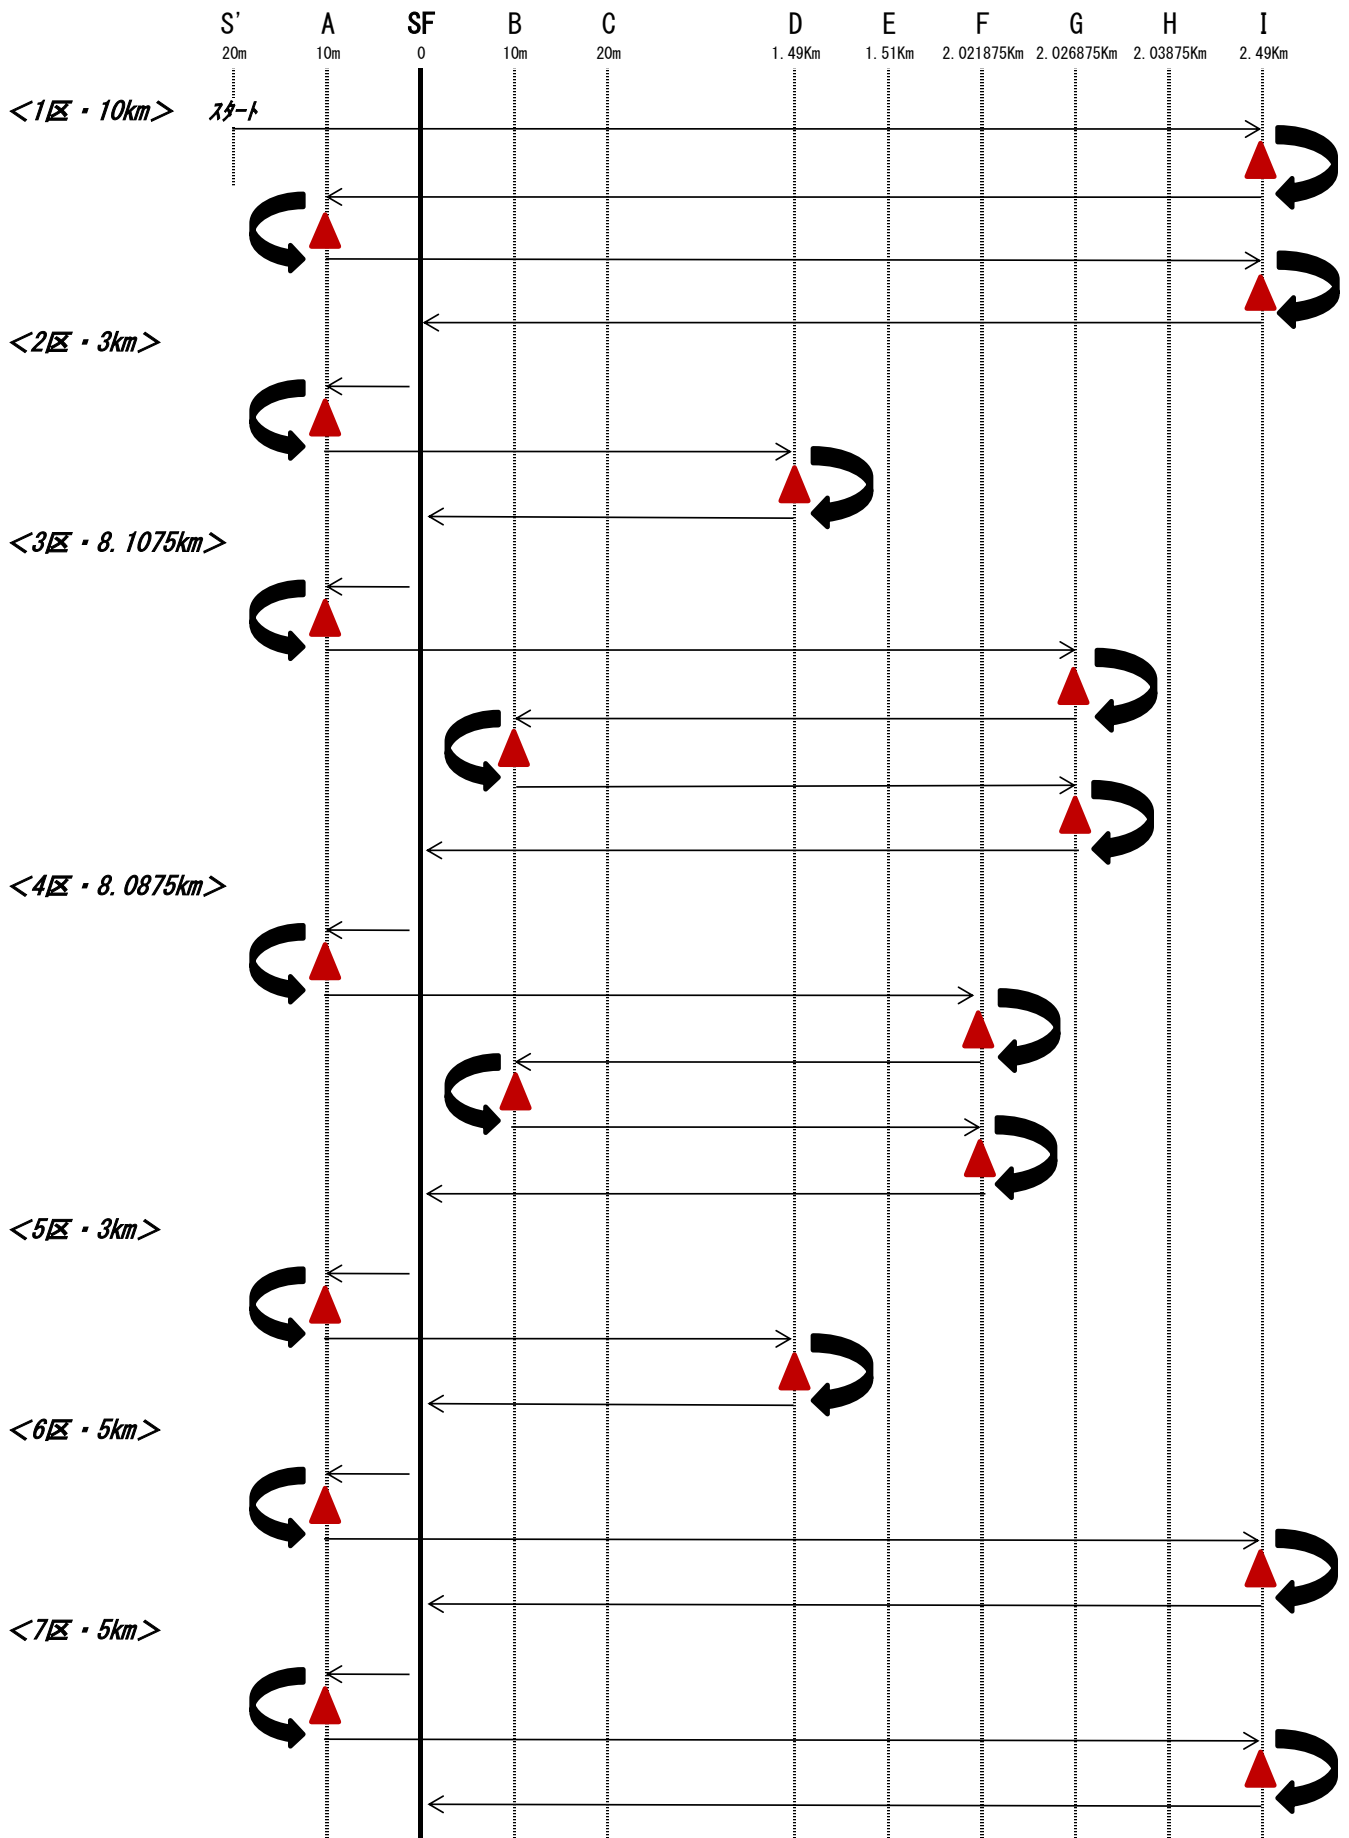 S' A SF B C D E F G H I
20m 10m 0 10m 20m 1.49Km 1.51Km 2.021875Km 2.026875Km 2.03875Km 2.49Km
＜1区・10km＞ スタート
＜2区・3km＞
＜3区・8.1075km＞
＜4区・8.0875km＞
＜5区・3km＞
＜6区・5km＞
＜7区・5km＞